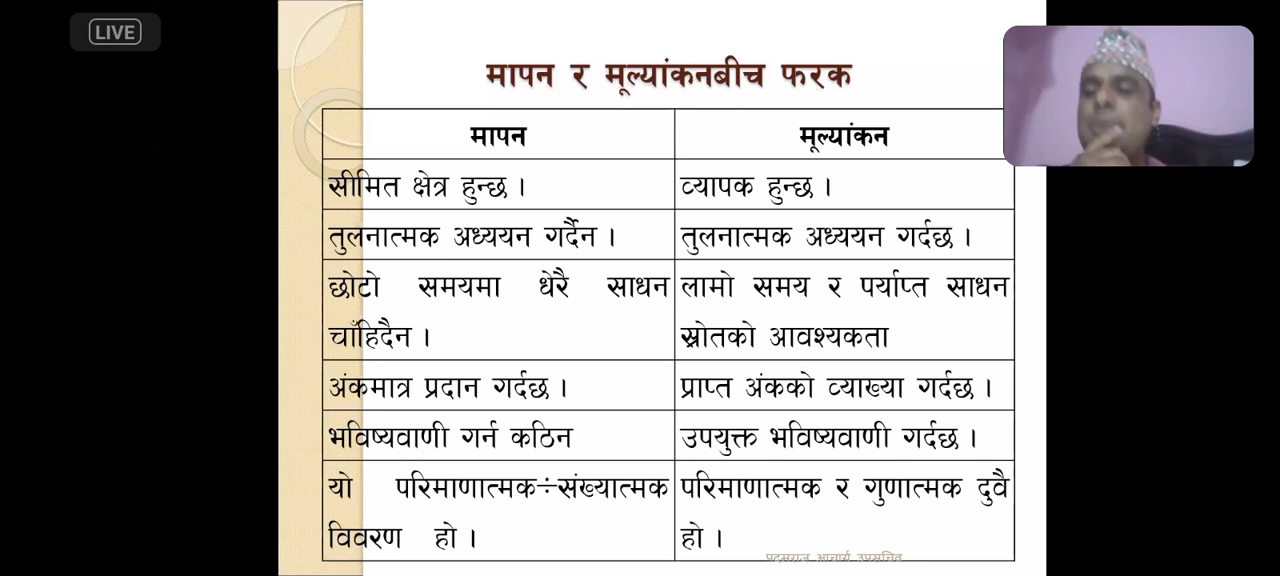 LIVE
मापन र मूल्यांकनबीच फरक
मापन
मूल्यांकन
सीमित क्षेत्र हुन्छ ।
व्यापक हुन्छ ।
तुलनात्मक अध्ययन गर्दैन ।
तुलनात्मक अध्ययन गर्दछ ।
छोटो समयमा धेरै साधन
चाँहिदैन ।
लामो समय र पर्याप्त साधन
स्रोतको आवश्यकता
अंकमात्र प्रदान गर्दछ ।
प्राप्त अंकको व्याख्या गर्दछ ।
भविष्यवाणी गर्न कठिन
उपयुक्त भविष्यवाणी गर्दछ ।
यो परिमाणात्मक÷संख्यात्मक
विवरण हो ।
परिमाणात्मक र गुणात्मक दुवै
हो ।
आचार्य उपसचिव